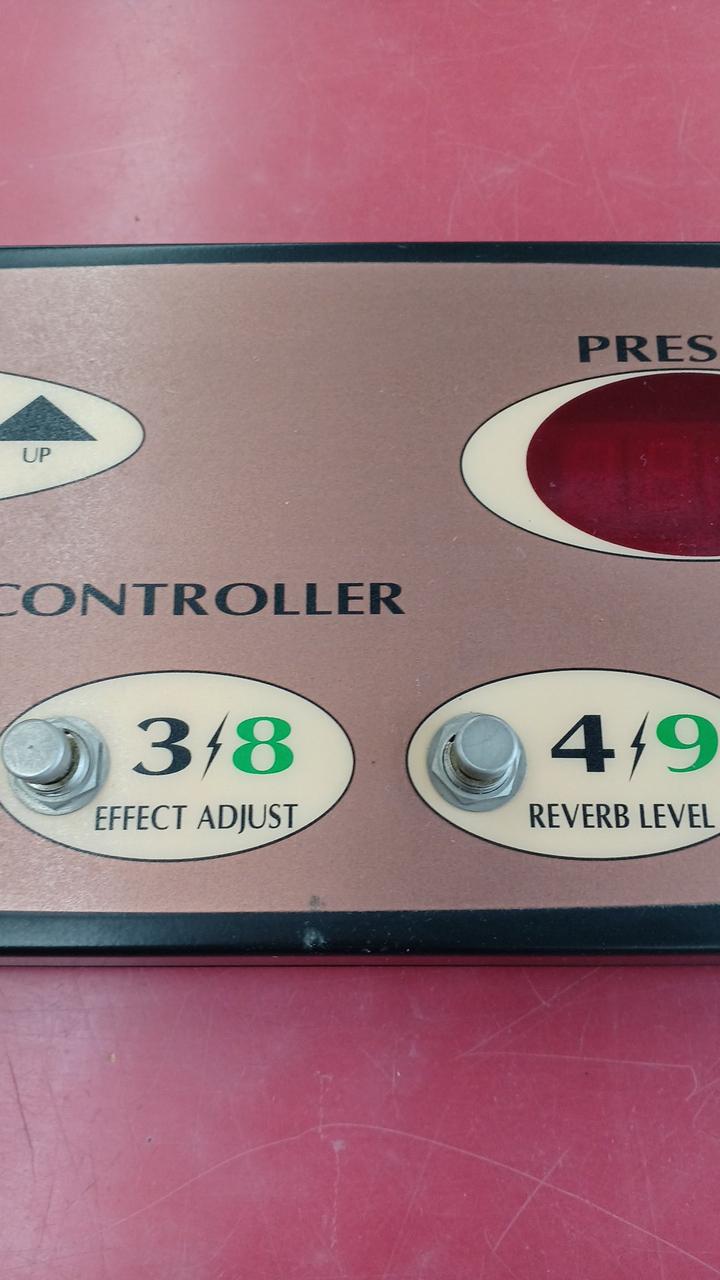 PRES
UP
CONTROLLER
3/8
EFFECT ADJUST
4/9
REVERB LEVEL